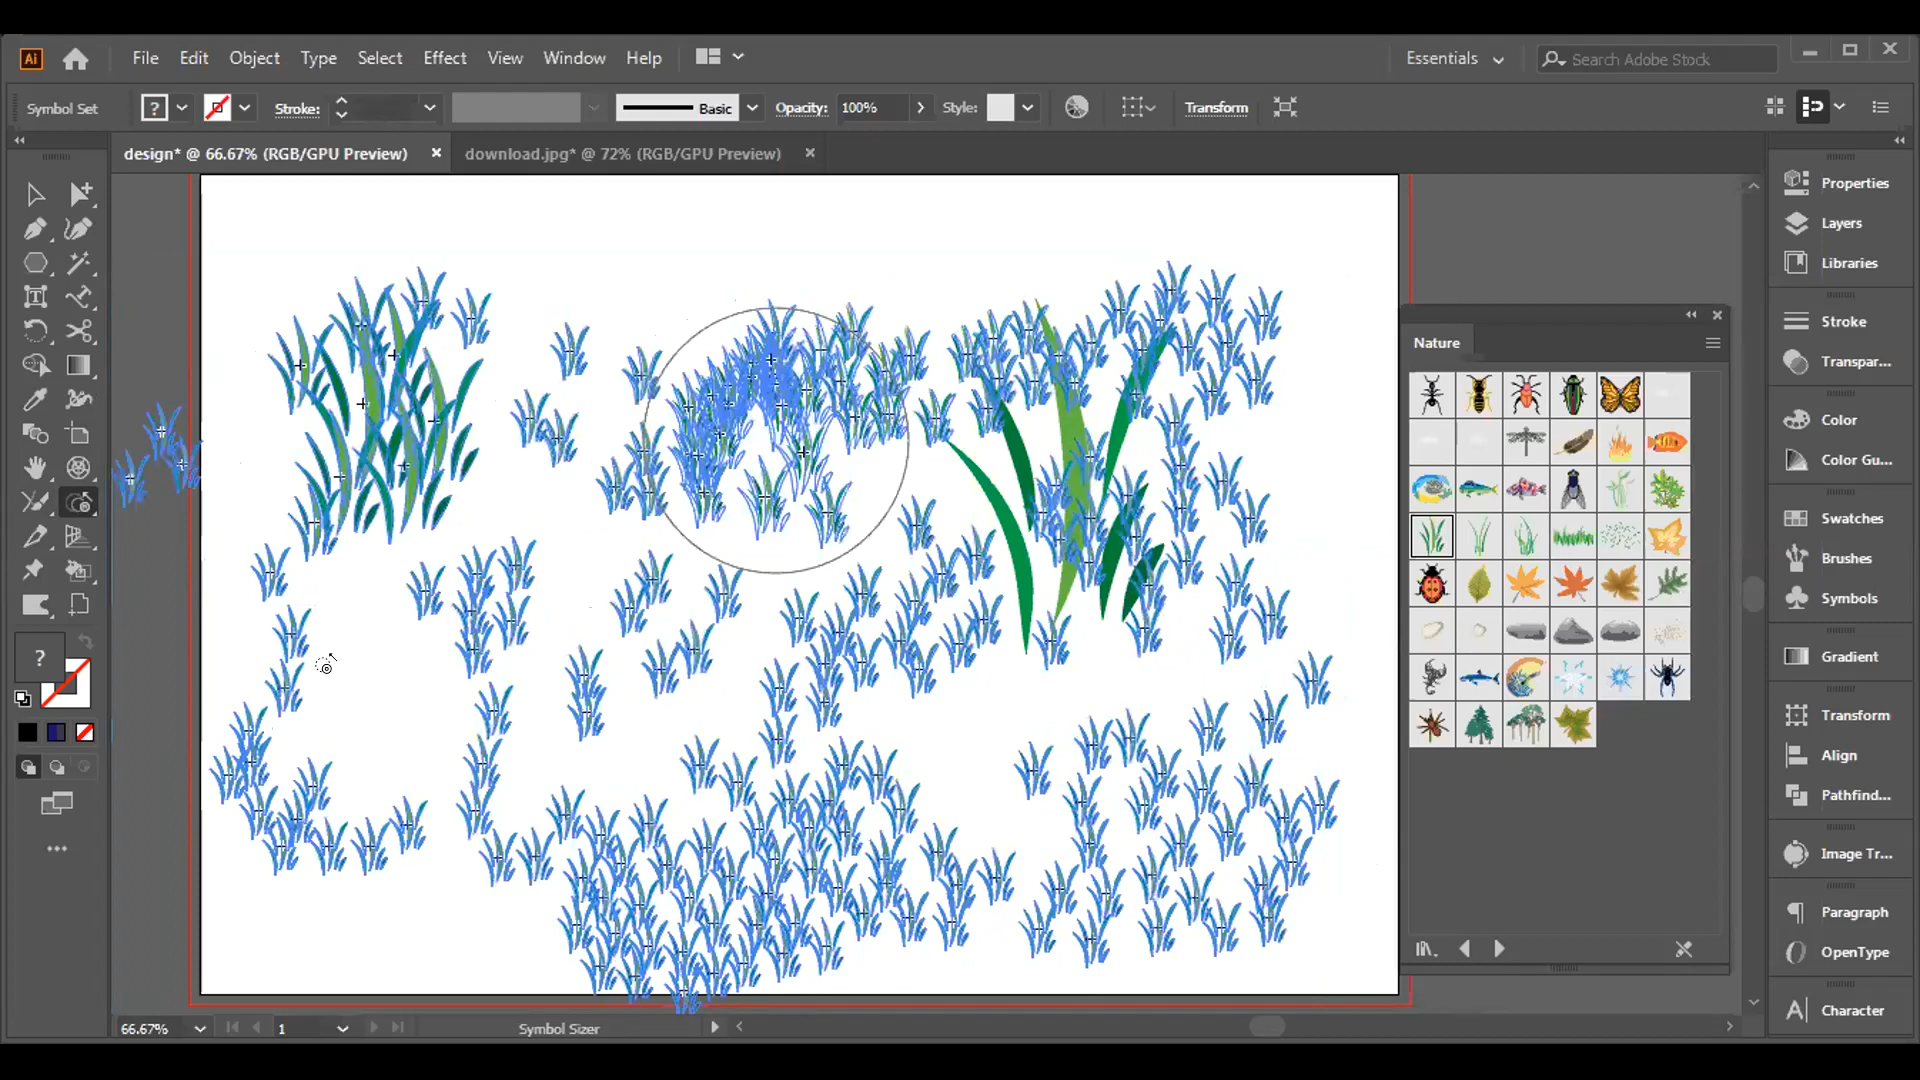 Ai File Edit Object Type Select Effect View Window Help Essentials Search Adobe Stock
Symbol Set ? Stroke: Basic Opacity: 100% Style: Transform
design* @ 66.67% (RGB/GPU Preview) download.jpg* @ 72% (RGB/GPU Preview)
Properties
Layers
Libraries
Stroke
Transpar...
Color
Color Gu...
Swatches
Brushes
Symbols
Gradient
Transform
Align
Pathfind...
Image Tr...
Paragraph
OpenType
Character
Nature
?
66.67% 1 Symbol Sizer